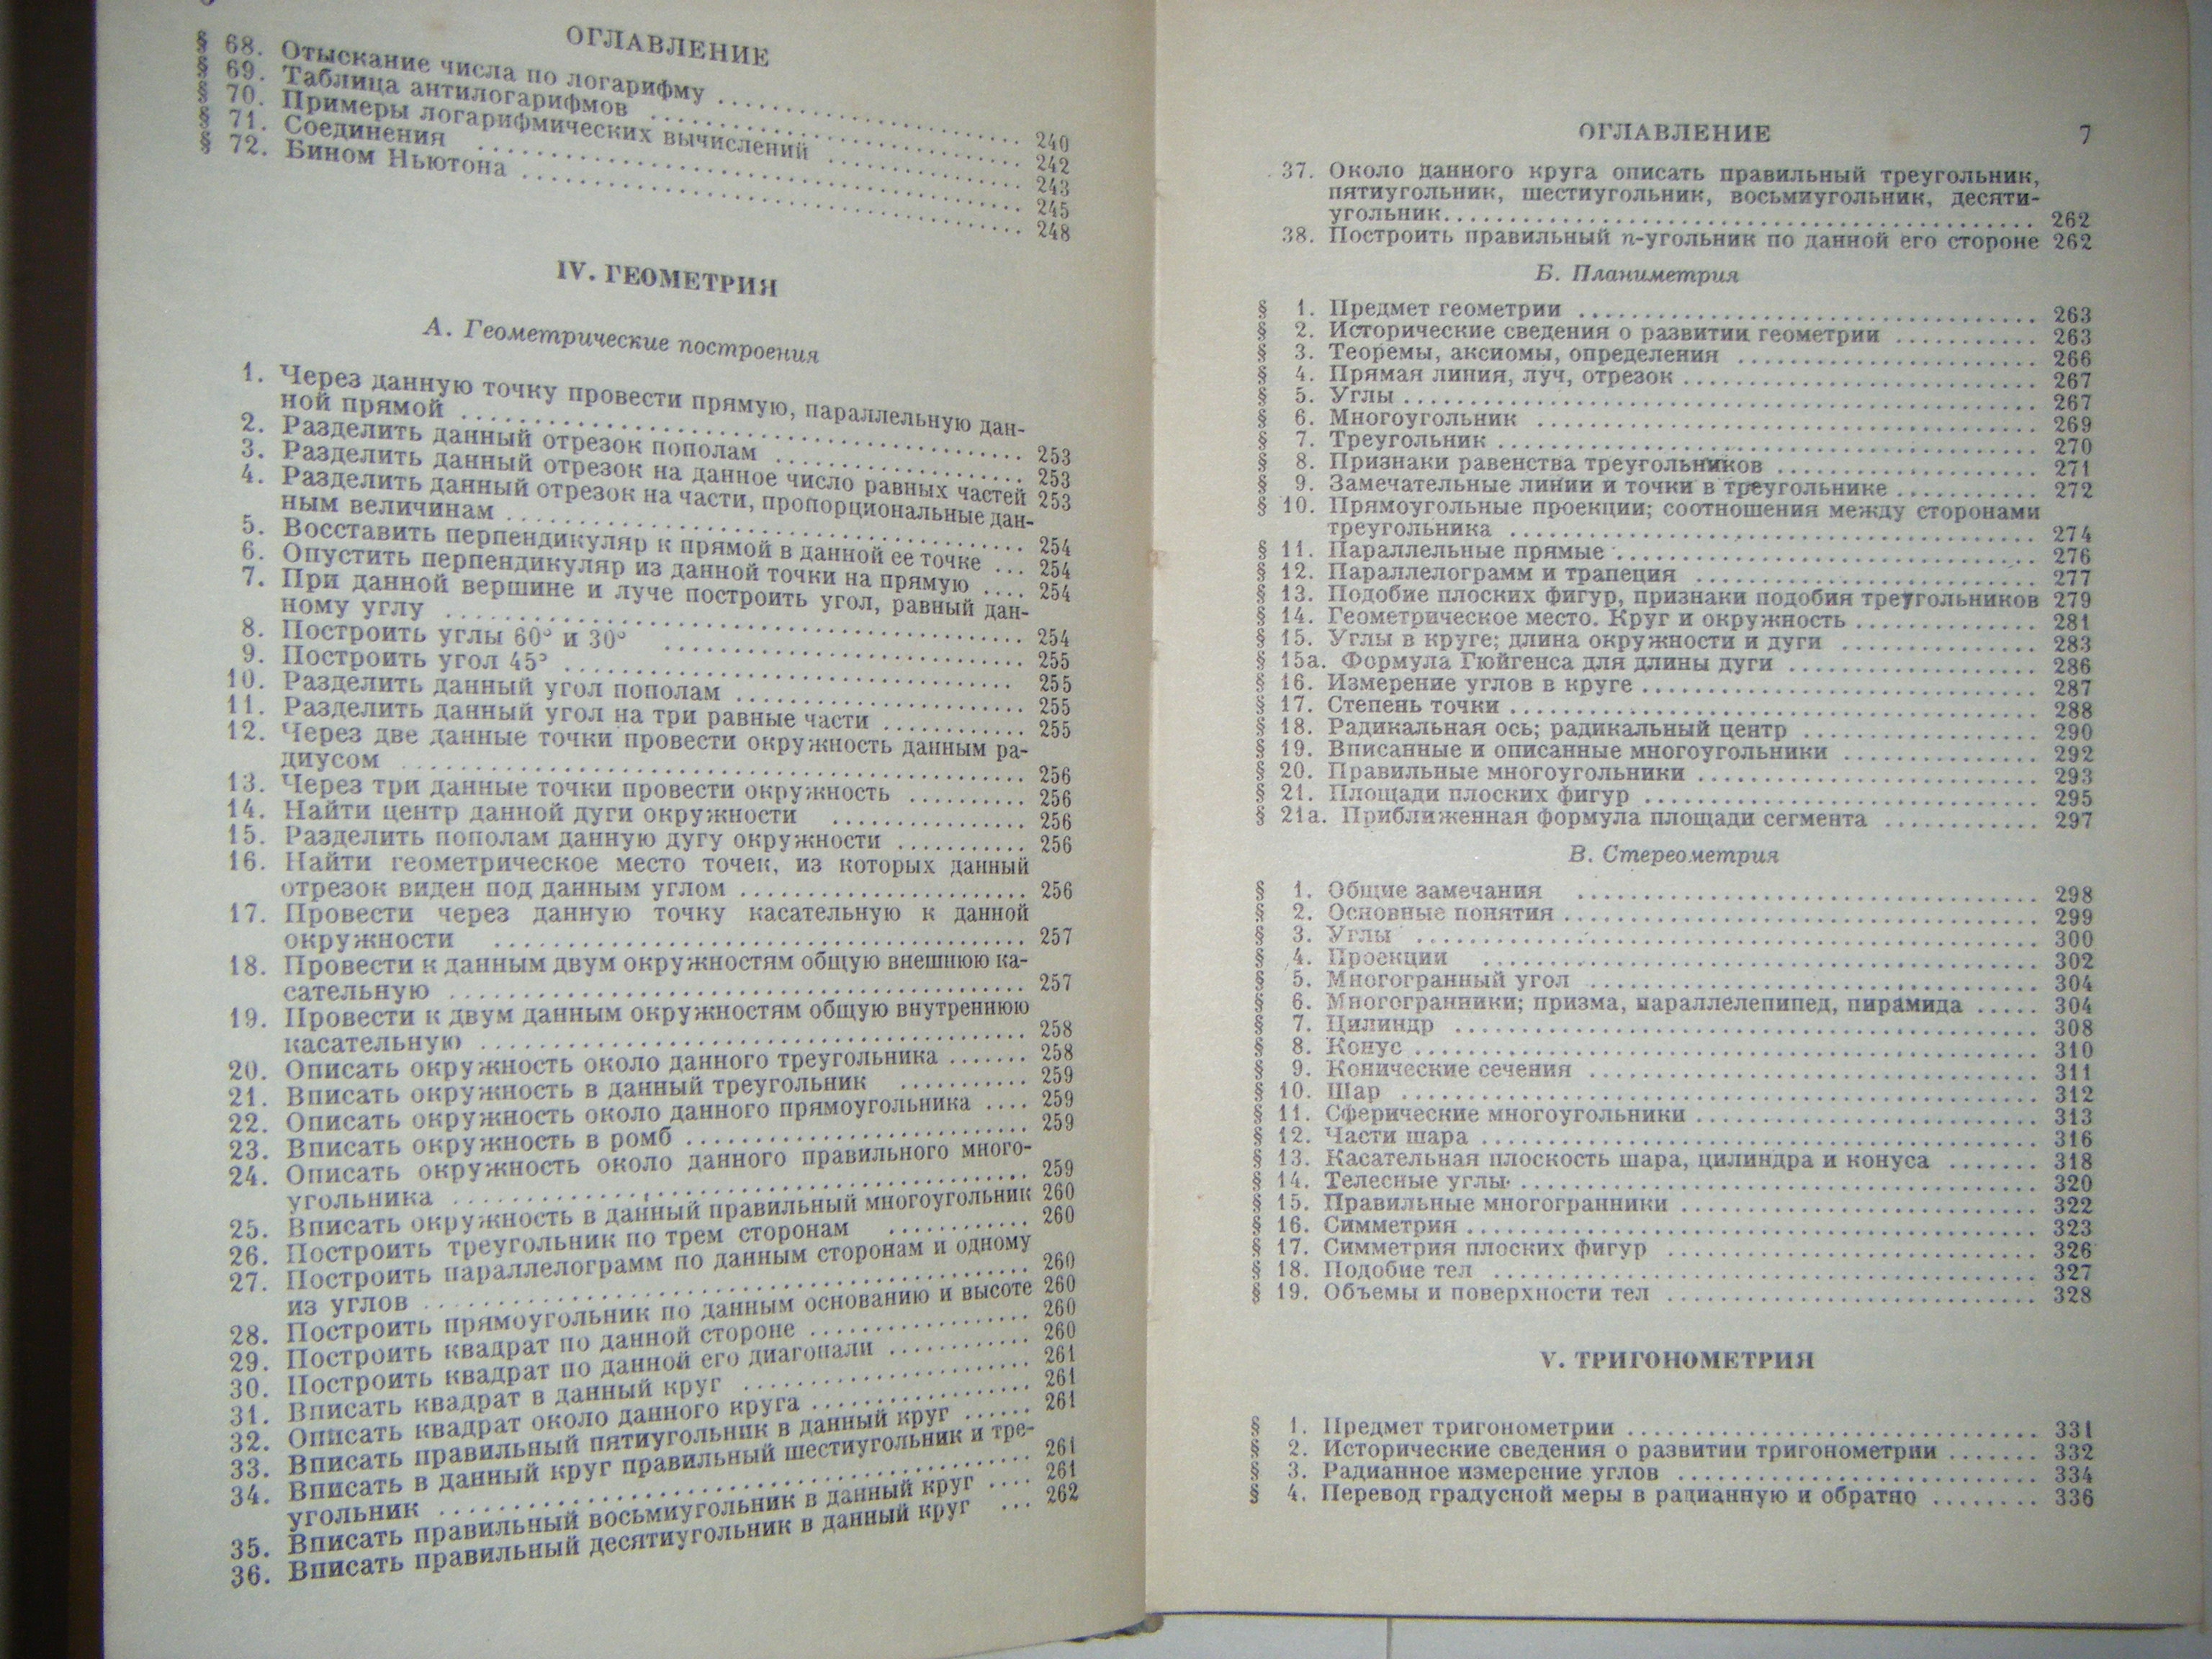 ОГЛАВЛЕНИЕ
§ 68. Отыскание числа по логарифму ........ 240
§ 69. Таблица антилогарифмов ........ 242
§ 70. Примеры логарифмических вычислений ........ 243
§ 71. Соединения ........ 245
§ 72. Бином Ньютона ........ 248
IV. ГЕОМЕТРИЯ
А. Геометрические построения
1. Через данную точку провести прямую, параллельную дан-
ной прямой ........ 253
2. Разделить данный отрезок пополам ........ 253
3. Разделить данный отрезок на данное число равных частей 253
4. Разделить данный отрезок на части, пропорциональные дан-
ным величинам ........ 254
5. Восставить перпендикуляр к прямой в данной ее точке ... 254
6. Опустить перпендикуляр из данной точки на прямую .... 254
7. При данной вершине и луче построить угол, равный дан-
ному углу ........ 254
8. Построить углы 60° и 30° ........ 255
9. Построить угол 45° ........ 255
10. Разделить данный угол пополам ........ 255
11. Разделить данный угол на три равные части ........ 255
12. Через две данные точки провести окружность данным ра-
диусом ........ 256
13. Через три данные точки провести окружность ........ 256
14. Найти центр данной дуги окружности ........ 256
15. Разделить пополам данную дугу окружности ........ 256
16. Найти геометрическое место точек, из которых данный
отрезок виден под данным углом ........ 256
17. Провести через данную точку касательную к данной
окружности ........ 257
18. Провести к данным двум окружностям общую внешнюю ка-
сательную ........ 257
19. Провести к двум данным окружностям общую внутреннюю
касательную ........ 258
20. Описать окружность около данного треугольника ....... 258
21. Вписать окружность в данный треугольник ........ 259
22. Описать окружность около данного прямоугольника .... 259
23. Вписать окружность в ромб ........ 259
24. Описать окружность около данного правильного много-
угольника ........ 259
25. Вписать окружность в данный правильный многоугольник 260
26. Построить треугольник по трем сторонам ........ 260
27. Построить параллелограмм по данным сторонам и одному
из углов ........ 260
28. Построить прямоугольник по данным основанию и высоте 260
29. Построить квадрат по данной стороне ........ 260
30. Построить квадрат по данной его диагонали ........ 260
31. Вписать квадрат в данный круг ........ 261
32. Описать квадрат около данного круга ........ 261
33. Вписать правильный пятиугольник в данный круг ...... 261
34. Вписать в данный круг правильный шестиугольник и тре-
угольник ........ 261
35. Вписать правильный восьмиугольник в данный круг .... 261
36. Вписать правильный десятиугольник в данный круг ... 262
ОГЛАВЛЕНИЕ 7
37. Около данного круга описать правильный треугольник,
пятиугольник, шестиугольник, восьмиугольник, десяти-
угольник ........ 262
38. Построить правильный n-угольник по данной его стороне 262
Б. Планиметрия
§ 1. Предмет геометрии ........ 263
§ 2. Исторические сведения о развитии геометрии ........ 263
§ 3. Теоремы, аксиомы, определения ........ 266
§ 4. Прямая линия, луч, отрезок ........ 267
§ 5. Углы ........ 267
§ 6. Многоугольник ........ 269
§ 7. Треугольник ........ 270
§ 8. Признаки равенства треугольников ........ 271
§ 9. Замечательные линии и точки в треугольнике ........ 272
§ 10. Прямоугольные проекции; соотношения между сторонами
треугольника ........ 274
§ 11. Параллельные прямые ........ 276
§ 12. Параллелограмм и трапеция ........ 277
§ 13. Подобие плоских фигур, признаки подобия треугольников 279
§ 14. Геометрическое место. Круг и окружность ........ 281
§ 15. Углы в круге; длина окружности и дуги ........ 283
§ 15а. Формула Гюйгенса для длины дуги ........ 286
§ 16. Измерение углов в круге ........ 287
§ 17. Степень точки ........ 288
§ 18. Радикальная ось; радикальный центр ........ 290
§ 19. Вписанные и описанные многоугольники ........ 292
§ 20. Правильные многоугольники ........ 293
§ 21. Площади плоских фигур ........ 295
§ 21а. Приближенная формула площади сегмента ........ 297
В. Стереометрия
§ 1. Общие замечания ........ 298
§ 2. Основные понятия ........ 299
§ 3. Углы ........ 300
§ 4. Проекции ........ 302
§ 5. Многогранный угол ........ 304
§ 6. Многогранники; призма, параллелепипед, пирамида ..... 304
§ 7. Цилиндр ........ 308
§ 8. Конус ........ 310
§ 9. Конические сечения ........ 311
§ 10. Шар ........ 312
§ 11. Сферические многоугольники ........ 313
§ 12. Части шара ........ 316
§ 13. Касательная плоскость шара, цилиндра и конуса ....... 318
§ 14. Телесные углы ........ 320
§ 15. Правильные многогранники ........ 322
§ 16. Симметрия ........ 323
§ 17. Симметрия плоских фигур ........ 326
§ 18. Подобие тел ........ 327
§ 19. Объемы и поверхности тел ........ 328
V. ТРИГОНОМЕТРИЯ
§ 1. Предмет тригонометрии ........ 331
§ 2. Исторические сведения о развитии тригонометрии ....... 332
§ 3. Радианное измерение углов ........ 334
§ 4. Перевод градусной меры в радианную и обратно ........ 336